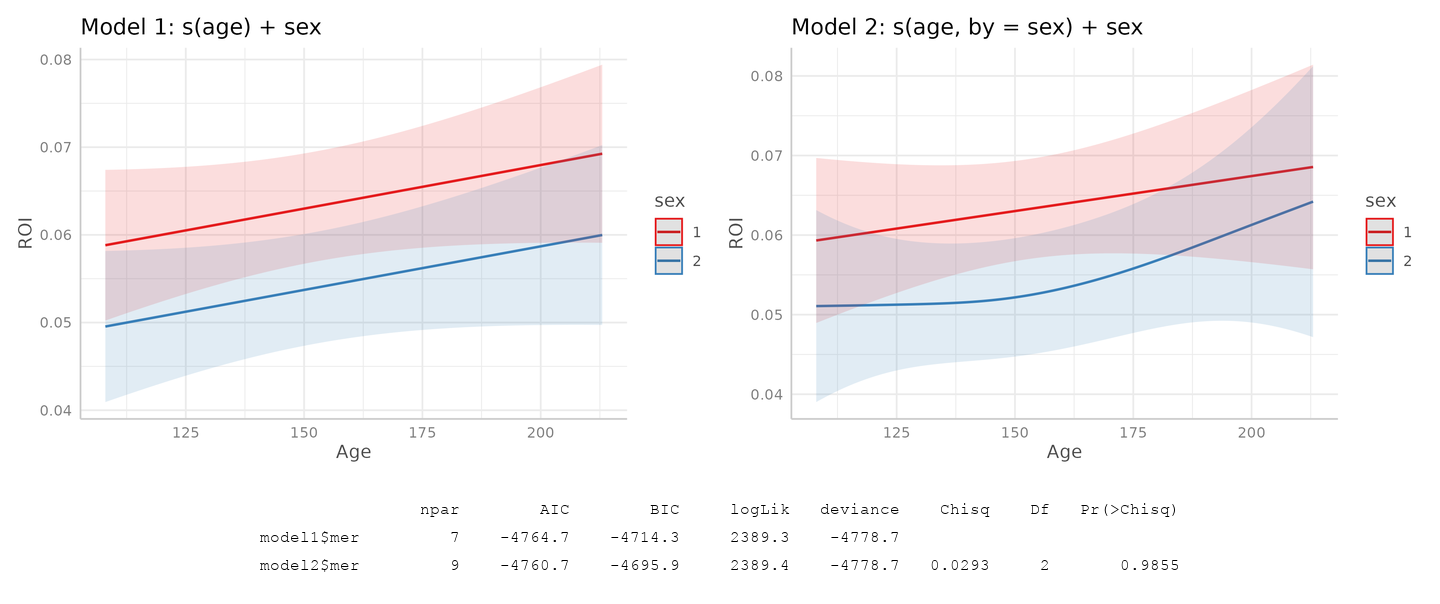 Model 1: s(age) + sex
0.08
0.07
0.06
0.05
0.04
ROI
125 150 175 200
Age
sex
1
2
Model 2: s(age, by = sex) + sex
0.08
0.07
0.06
0.05
0.04
ROI
125 150 175 200
Age
sex
1
2
npar AIC BIC logLik deviance Chisq Df Pr(>Chisq)
model1$mer 7 -4764.7 -4714.3 2389.3 -4778.7
model2$mer 9 -4760.7 -4695.9 2389.4 -4778.7 0.0293 2 0.9855